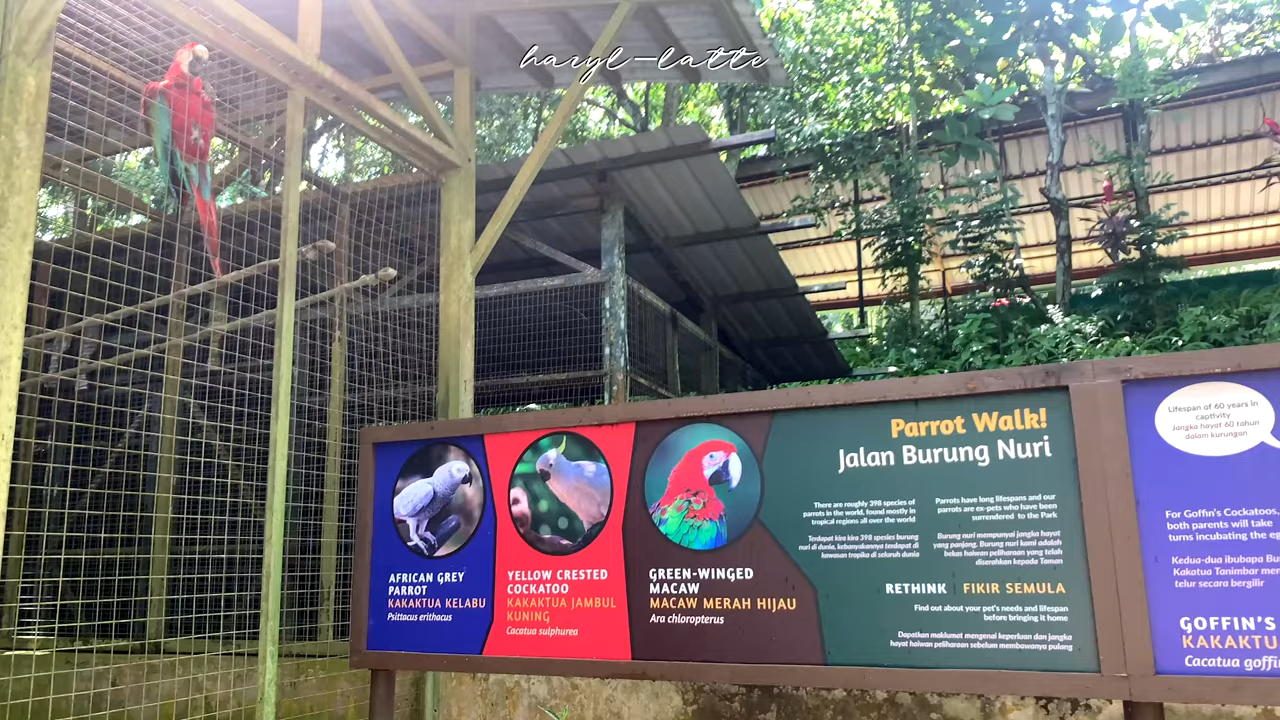 haryl-latte
AFRICAN GREY
PARROT
KAKAKTUA KELABU
Psittacus erithacus
YELLOW CRESTED
COCKATOO
KAKAKTUA JAMBUL
KUNING
Cacatua sulphurea
GREEN-WINGED
MACAW
MACAW MERAH HIJAU
Ara chloropterus
Parrot Walk!
Jalan Burung Nuri
There are roughly 398 species of
parrots in the world, found mostly in
tropical regions all over the world
Terdapat kira kira 398 spesies burung
nuri di dunia, kebanyakannya terdapat di
kawasan tropika di seluruh dunia
Parrots have long lifespans and our
parrots are ex-pets who have been
surrendered to the Park
Burung nuri mempunyai jangka hayat
yang panjang. Burung nuri kami adalah
bekas haiwan peliharaan yang telah
diserahkan kepada Taman
RETHINK | FIKIR SEMULA
Find out about your pet's needs and lifespan
before bringing it home
Dapatkan maklumat mengenai keperluan dan jangka
hayat haiwan peliharaan sebelum membawanya pulang
Lifespan of 60 years in
captivity
Jangka hayat 60 tahun
dalam kurungan
For Goffin's Cockatoos,
both parents will take
turns incubating the eg
Kedua-dua ibubapa Bu
Kakatua Tanimbar men
telur secara bergilir
GOFFIN'S
KAKAKTU
Cacatua goffi